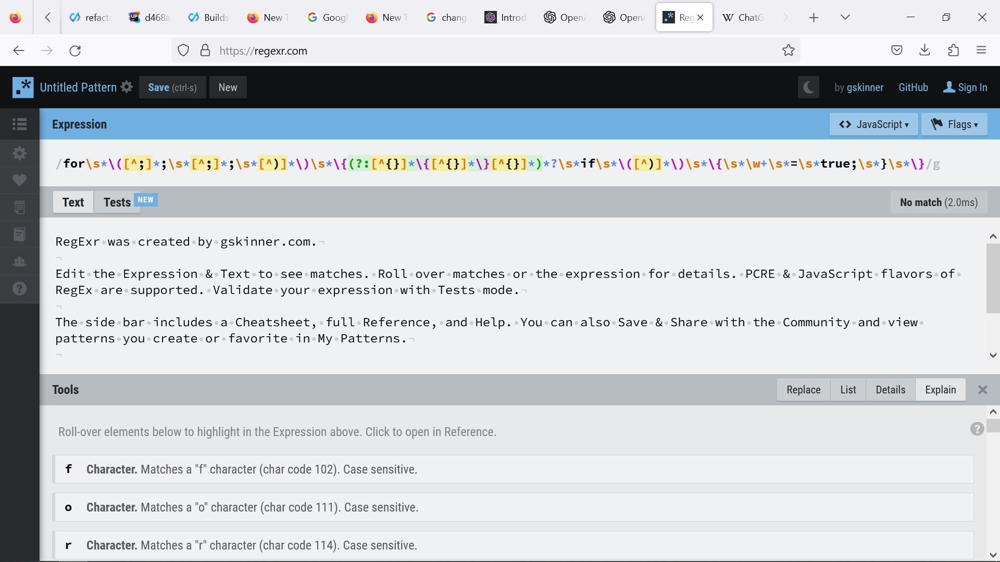 refacto
d468a
Builds
New T
Googl
New T
chang
Introd
OpenA
OpenA
Reg
ChatG
https://regexr.com
Untitled Pattern
Save (ctrl-s)
New
by gskinner
GitHub
Sign In
Expression
JavaScript
Flags
/for\s*\([^;]*;\s*[^;]*;\s*[^)]*\)\s*\{(?:[^{}]*\{[^{}]*\}[^{}]*)*?\s*if\s*\([^)]*\)\s*\{\s*\w+\s*=\s*true;\s*}\s*\}/g
Text
Tests
NEW
No match (2.0ms)
RegExr was created by gskinner.com.
Edit the Expression & Text to see matches. Roll over matches or the expression for details. PCRE & JavaScript flavors of
RegEx are supported. Validate your expression with Tests mode.
The side bar includes a Cheatsheet, full Reference, and Help. You can also Save & Share with the Community and view
patterns you create or favorite in My Patterns.
Tools
Replace
List
Details
Explain
Roll-over elements below to highlight in the Expression above. Click to open in Reference.
f Character. Matches a "f" character (char code 102). Case sensitive.
o Character. Matches a "o" character (char code 111). Case sensitive.
r Character. Matches a "r" character (char code 114). Case sensitive.